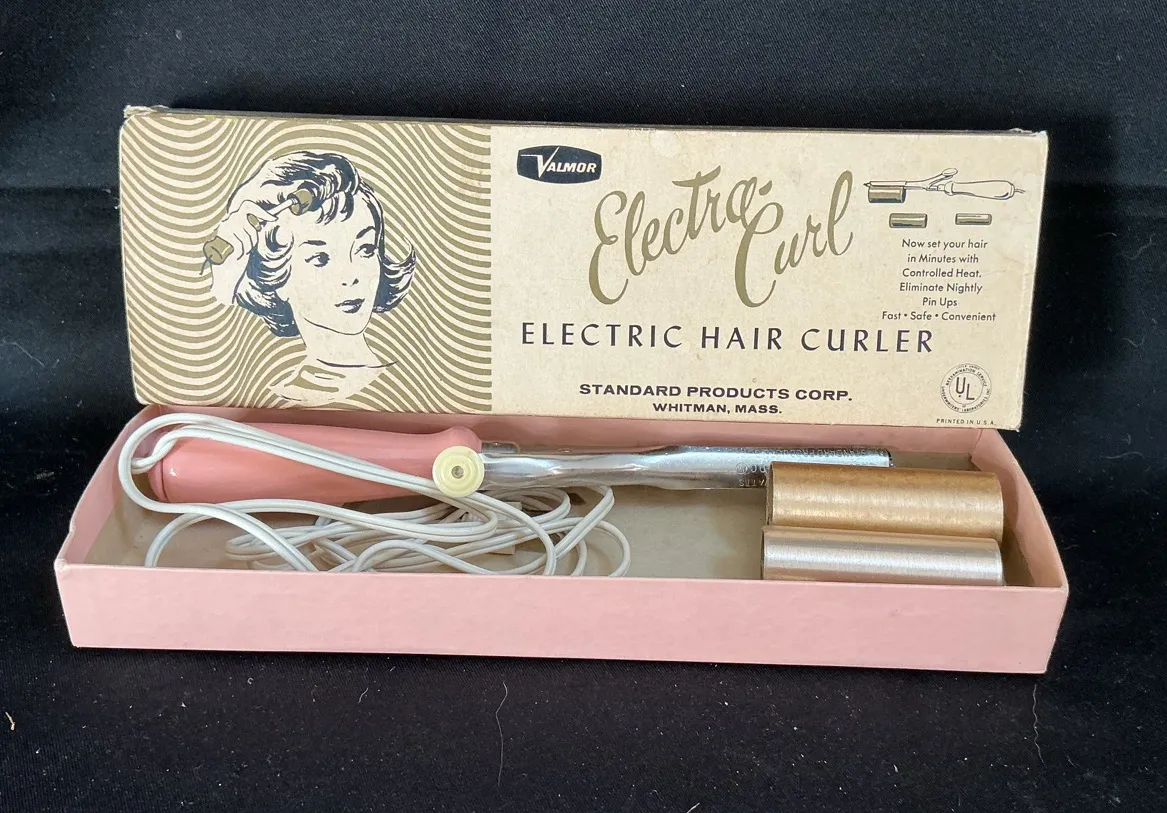 VALMOR
Electra-
Curl
Now set your hair
in Minutes with
Controlled Heat.
Eliminate Nightly
Pin Ups
Fast • Safe • Convenient
ELECTRIC HAIR CURLER
STANDARD PRODUCTS CORP.
WHITMAN, MASS.
UL
PRINTED IN U.S.A.